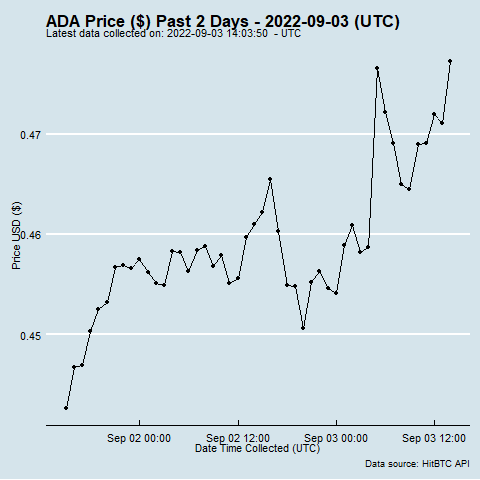 ADA Price ($) Past 2 Days - 2022-09-03 (UTC)
Latest data collected on: 2022-09-03 14:03:50 - UTC
0.47
0.46
0.45
Price USD ($)
Sep 02 00:00 Sep 02 12:00 Sep 03 00:00 Sep 03 12:00
Date Time Collected (UTC)
Data source: HitBTC API